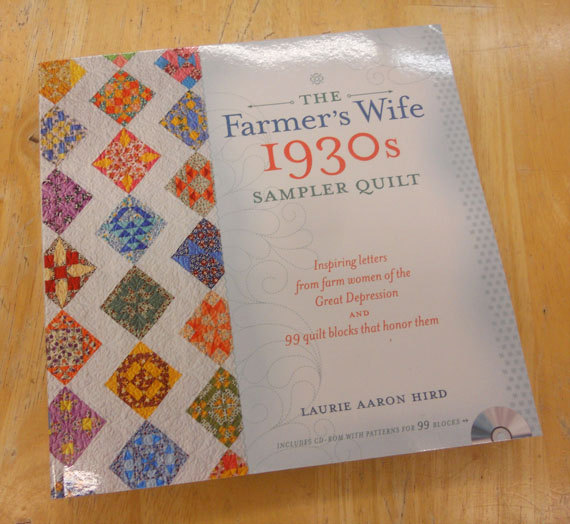 THE
Farmer's Wife
1930s
SAMPLER QUILT
Inspiring letters
from farm women of the
Great Depression
AND
99 quilt blocks that honor them
LAURIE AARON HIRD
INCLUDES CD-ROM WITH PATTERNS FOR 99 BLOCKS